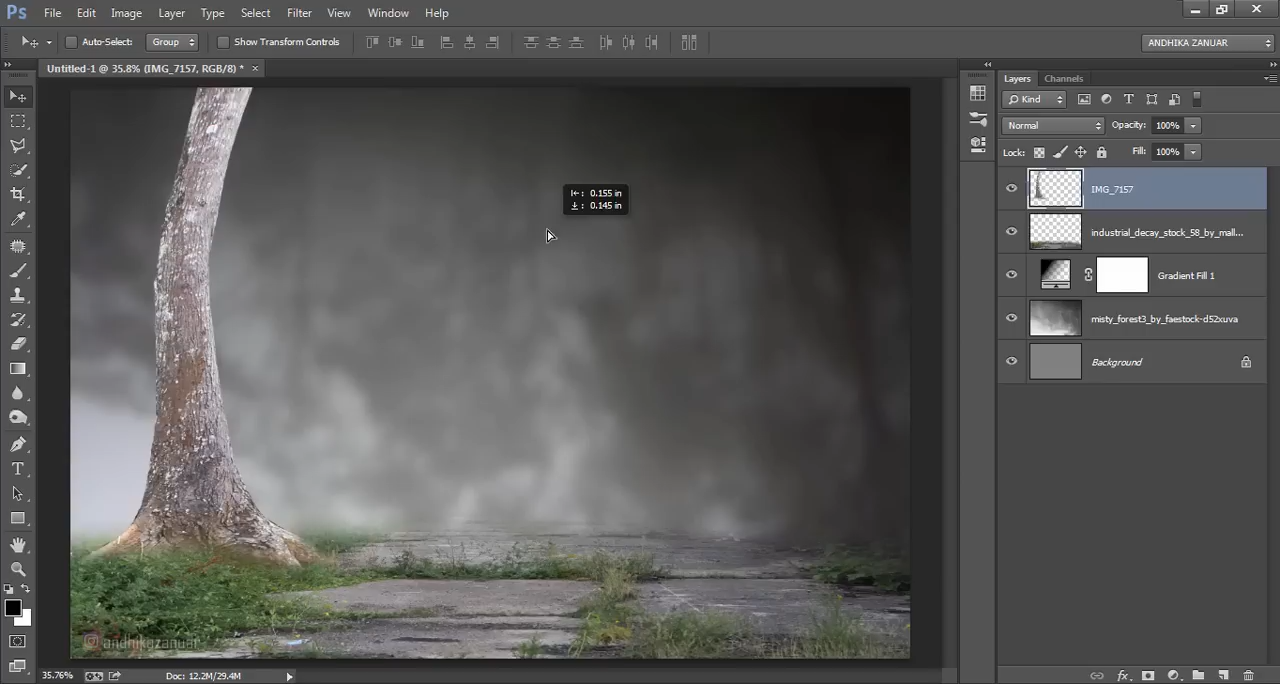 Ps File Edit Image Layer Type Select Filter View Window Help
Auto-Select: Group Show Transform Controls ANDHIKA ZANUAR
Untitled-1 @ 35.8% (IMG_7157, RGB/8) * ×
Layers Channels
Kind
Normal Opacity: 100%
Lock: Fill: 100%
IMG_7157
0.155 in
0.145 in
industrial_decay_stock_58_by_mall...
Gradient Fill 1
misty_forest3_by_faestock-d52xuva
Background
andhikazanuar
35.76% Doc: 12.2M/29.4M